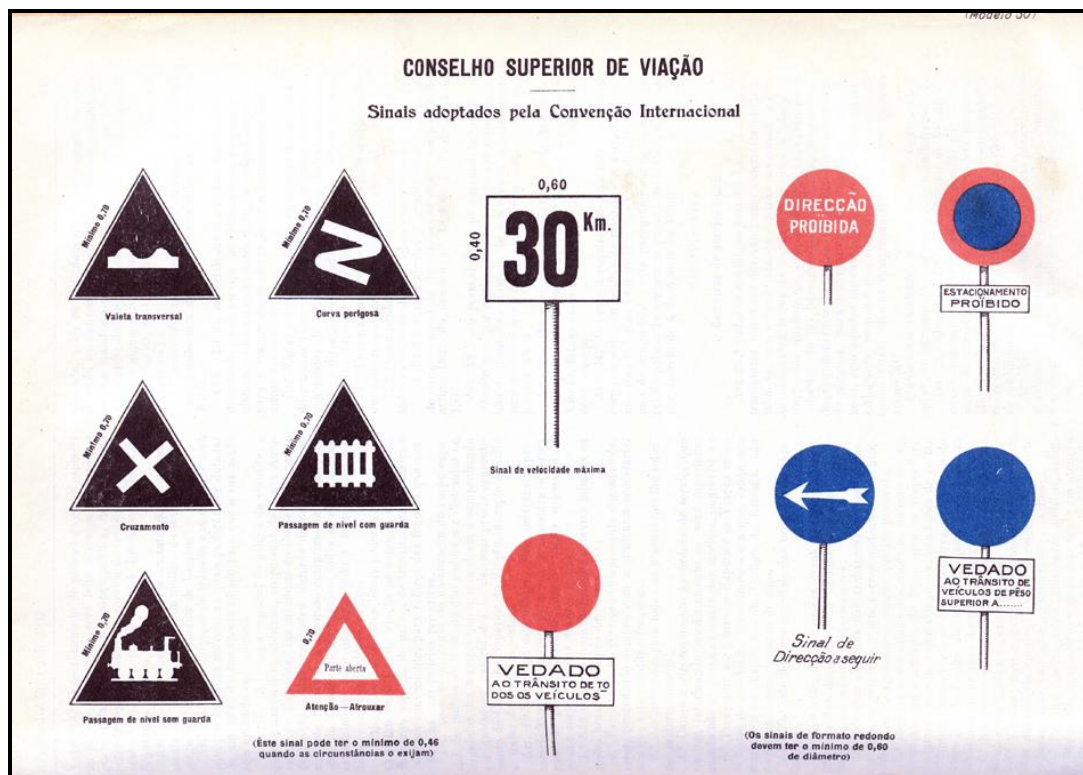 (Modelo 30)
CONSELHO SUPERIOR DE VIAÇÃO
Sinais adoptados pela Convenção Internacional
Mínimo 0,70
Valeta transversal
Mínimo 0,70
Curva perigosa
0,60
0,40
30 Km.
Sinal de velocidade máxima
DIRECÇÃO
PROIBIDA
ESTACIONAMENTO
PROÏBIDO
Mínimo 0,70
Cruzamento
Mínimo 0,70
Passagem de nivel com guarda
Mínimo 0,70
Passagem de nivel sem guarda
0,70
Parte aberta
Atenção—Afrouxar
(Êste sinal pode ter o mínimo de 0,46
quando as circunstâncias o exijam)
VEDADO
AO TRÂNSITO DE TO
DOS OS VEÍCULOS
Sinal de
Direcção a seguir
VEDADO
AO TRÂNSITO DE
VEÍCULOS DE PÊSO
SUPERIOR A.......
(Os sinais de formato redondo
devem ter o mínimo de 0,60
de diâmetro)